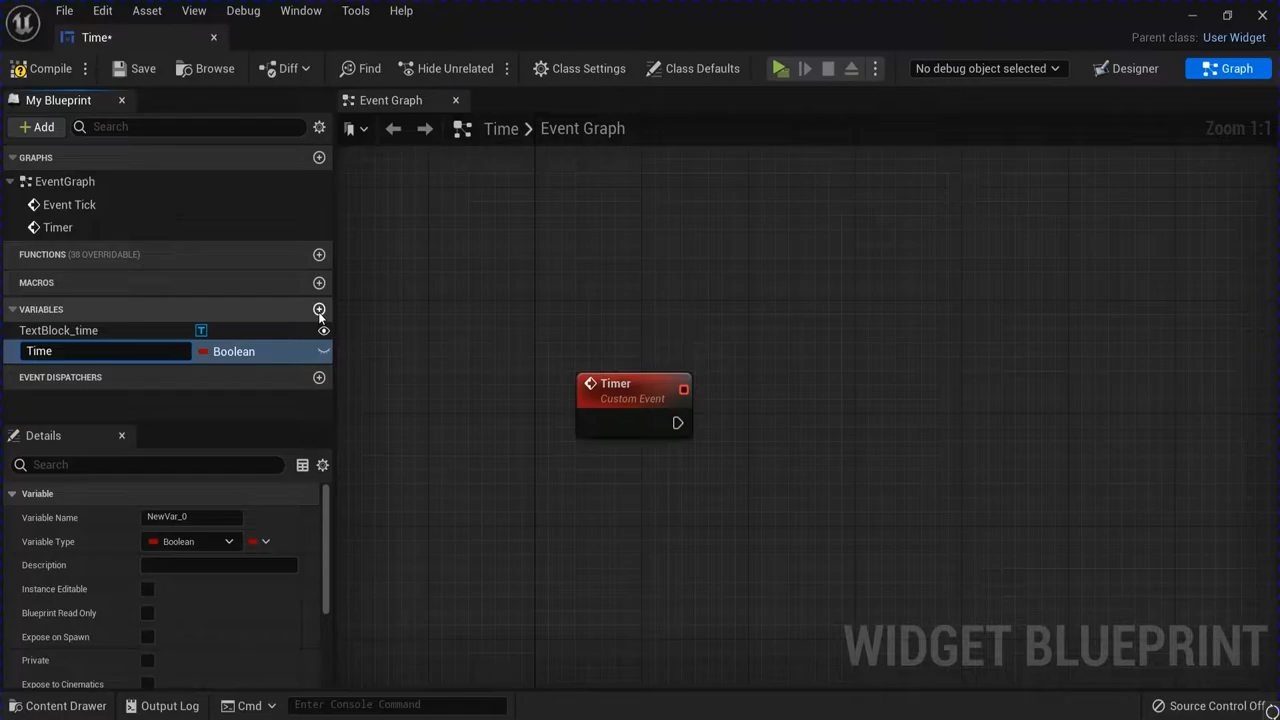 File Edit Asset View Debug Window Tools Help
Time*
Parent class: User Widget
Compile Save Browse Diff Find Hide Unrelated Class Settings Class Defaults No debug object selected Designer Graph
My Blueprint Event Graph
Add Search Time > Event Graph Zoom 1:1
GRAPHS
EventGraph
Event Tick
Timer
FUNCTIONS (38 OVERRIDABLE)
MACROS
VARIABLES
TextBlock_time T
Time Boolean
EVENT DISPATCHERS
Timer
Custom Event
Details
Search
Variable
Variable Name NewVar_0
Variable Type Boolean
Description
Instance Editable
Blueprint Read Only
Expose on Spawn
Private
Expose to Cinematics
WIDGET BLUEPRINT
Content Drawer Output Log Cmd Enter Console Command Source Control Off